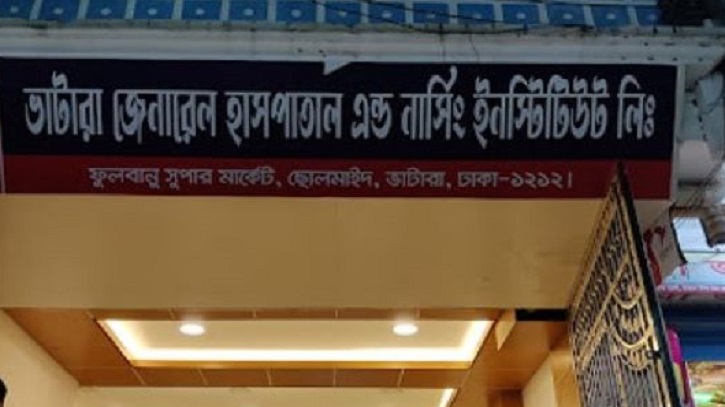 ভাটারা জেনারেল হাসপাতাল এন্ড নার্সিং ইনস্টিটিউট লিঃ
ফুলবানু সুপার মার্কেট, ছোলমাইদ, ভাটারা, ঢাকা-১২১২।